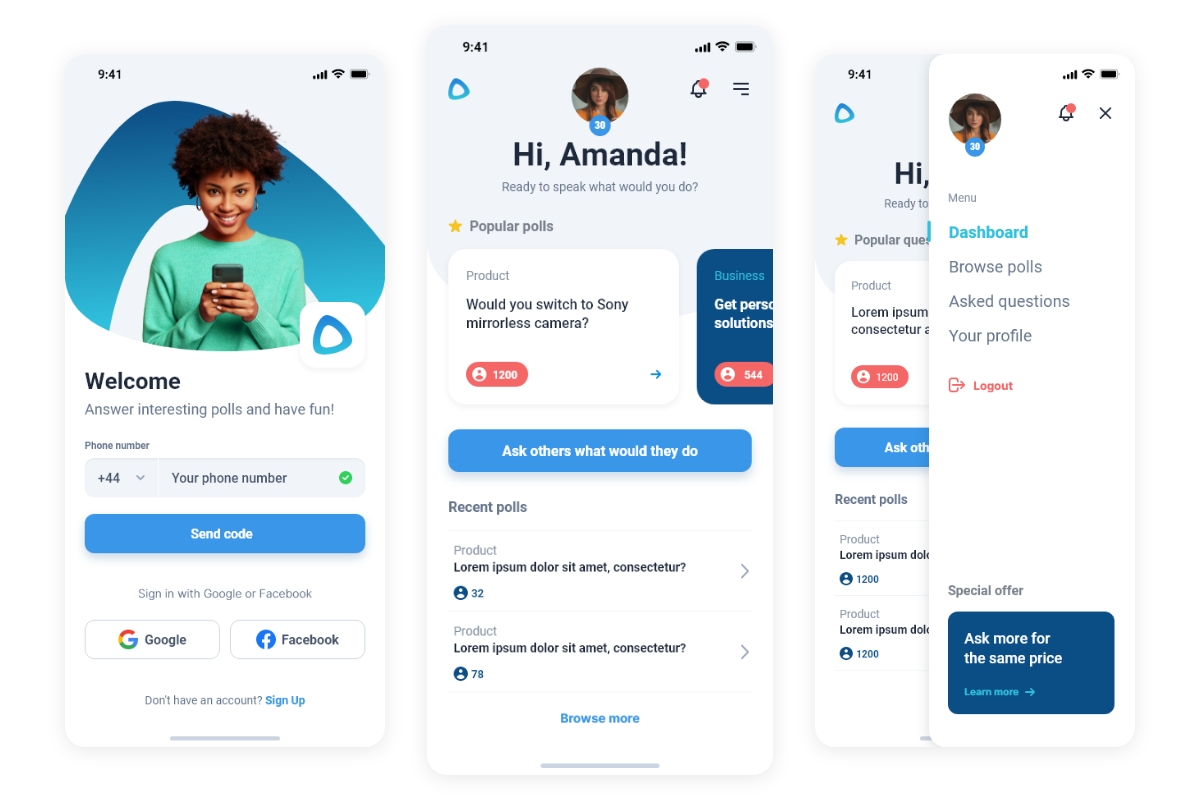 9:41
Welcome
Answer interesting polls and have fun!
Phone number
+44
Your phone number
Send code
Sign in with Google or Facebook
Google
Facebook
Don't have an account? Sign Up
9:41
30
Hi, Amanda!
Ready to speak what would you do?
Popular polls
Product
Would you switch to Sony
mirrorless camera?
1200
Business
Get perso
solutions
544
Ask others what would they do
Recent polls
Product
Lorem ipsum dolor sit amet, consectetur?
32
Product
Lorem ipsum dolor sit amet, consectetur?
78
Browse more
9:41
Hi,
Ready to
Popular ques
Product
Lorem ipsum
consectetur a
1200
Ask oth
Recent polls
Product
Lorem ipsum dolo
1200
Product
Lorem ipsum dolo
1200
30
Menu
Dashboard
Browse polls
Asked questions
Your profile
Logout
Special offer
Ask more for
the same price
Learn more